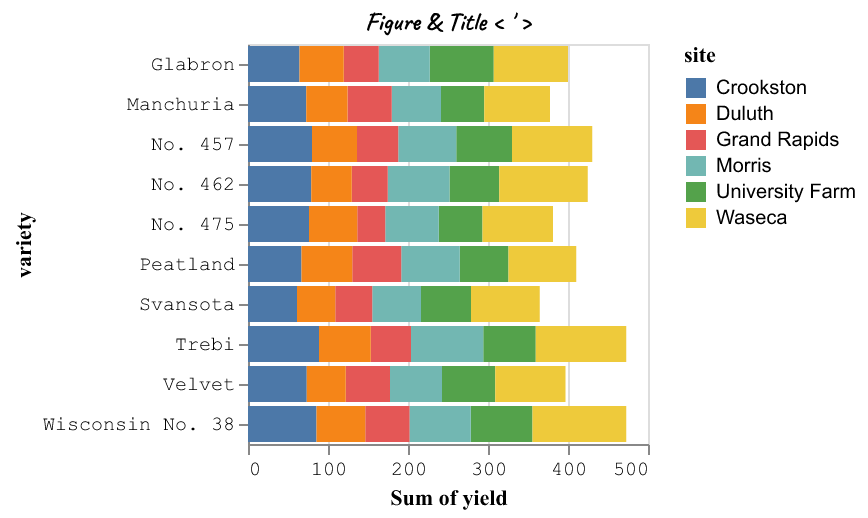 Figure & Title < ' >
Glabron
Manchuria
No. 457
No. 462
No. 475
Peatland
Svansota
Trebi
Velvet
Wisconsin No. 38
variety
0 100 200 300 400 500
Sum of yield
site
Crookston
Duluth
Grand Rapids
Morris
University Farm
Waseca